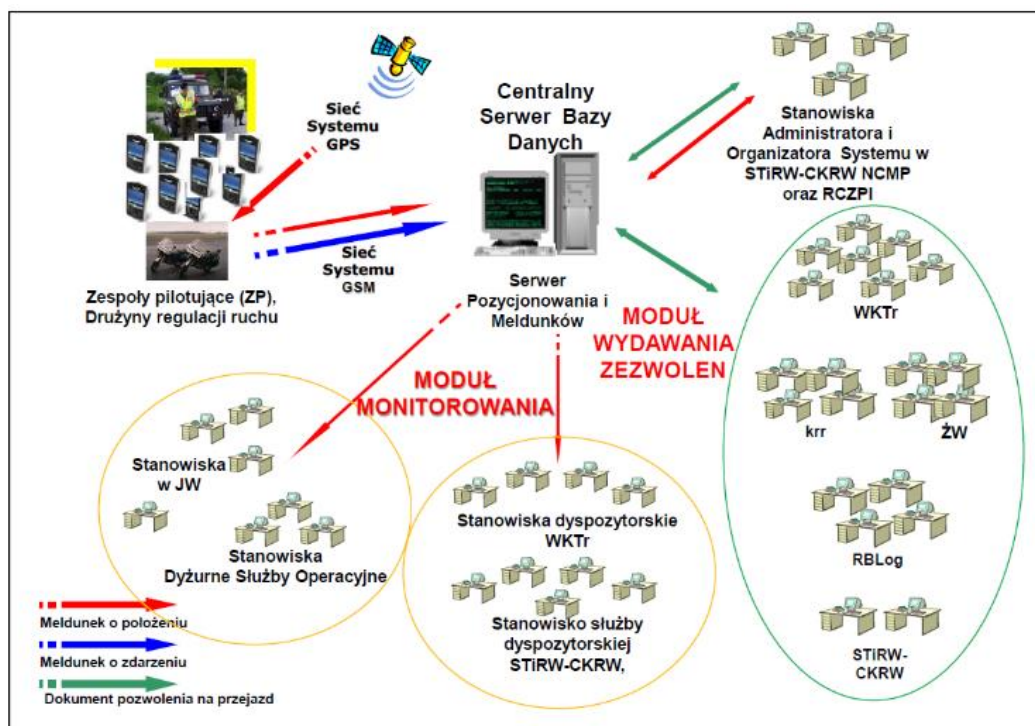 Sieć
Systemu
GPS
Centralny
Serwer Bazy
Danych
Stanowiska
Administratora i
Organizatora Systemu w
STiRW-CKRW NCMP
oraz RCZPI
Sieć
Systemu
GSM
Zespoły pilotujące (ZP),
Drużyny regulacji ruchu
Serwer
Pozycjonowania i
Meldunków
MODUŁ
WYDAWANIA
ZEZWOLEN
MODUŁ
MONITOROWANIA
WKTr
krr
ŻW
RBLog
STiRW-
CKRW
Stanowiska
w JW
Stanowiska
Dyżurne Służby Operacyjne
Stanowiska dyspozytorskie
WKTr
Stanowisko służby
dyspozytorskiej
STiRW-CKRW,
Meldunek o położeniu
Meldunek o zdarzeniu
Dokument pozwolenia na przejazd